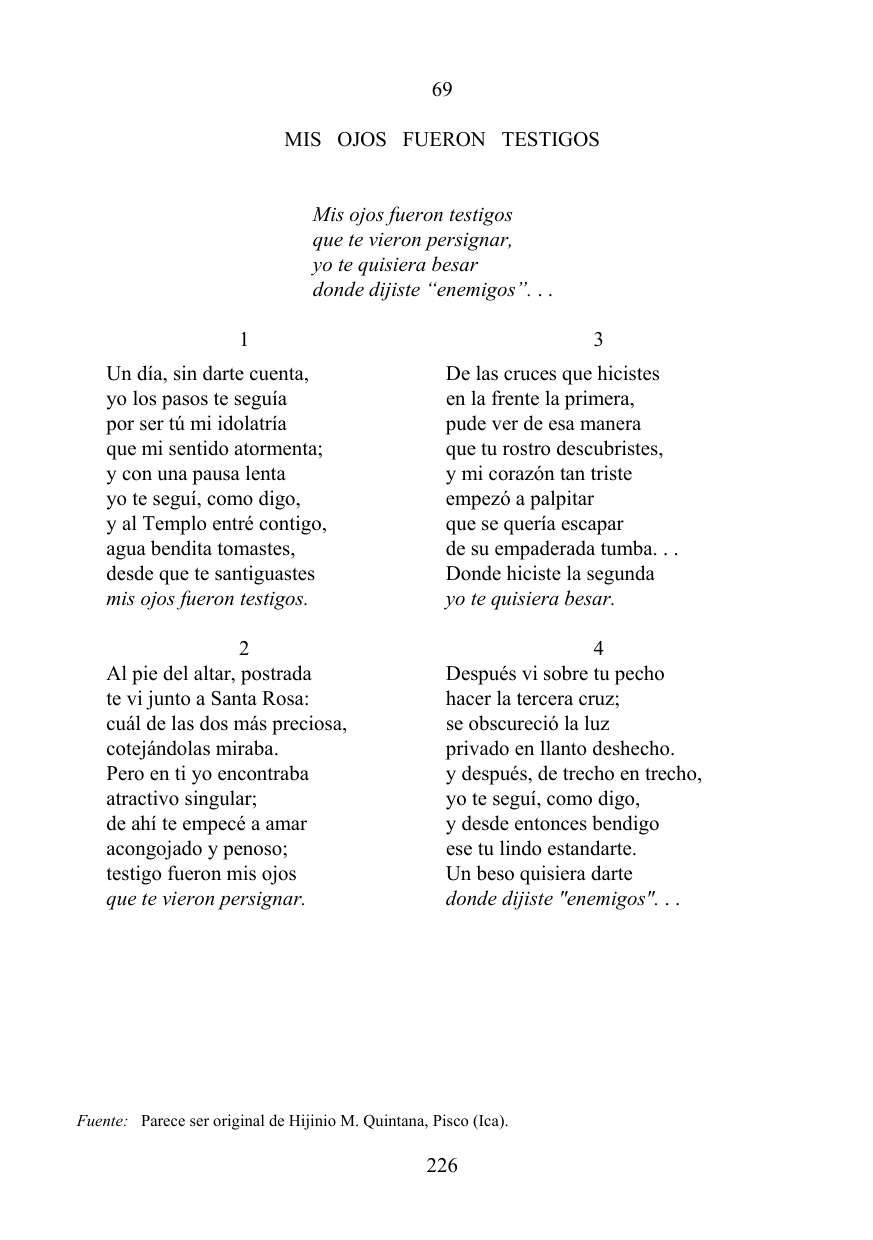 69
MIS OJOS FUERON TESTIGOS
Mis ojos fueron testigos
que te vieron persignar,
yo te quisiera besar
donde dijiste “enemigos”. . .
1
Un día, sin darte cuenta,
yo los pasos te seguía
por ser tú mi idolatría
que mi sentido atormenta;
y con una pausa lenta
yo te seguí, como digo,
y al Templo entré contigo,
agua bendita tomastes,
desde que te santiguastes
mis ojos fueron testigos.
2
Al pie del altar, postrada
te vi junto a Santa Rosa:
cuál de las dos más preciosa,
cotejándolas miraba.
Pero en ti yo encontraba
atractivo singular;
de ahí te empecé a amar
acongojado y penoso;
testigo fueron mis ojos
que te vieron persignar.
3
De las cruces que hicistes
en la frente la primera,
pude ver de esa manera
que tu rostro descubristes,
y mi corazón tan triste
empezó a palpitar
que se quería escapar
de su empaderada tumba. . .
Donde hiciste la segunda
yo te quisiera besar.
4
Después vi sobre tu pecho
hacer la tercera cruz;
se obscureció la luz
privado en llanto deshecho.
y después, de trecho en trecho,
yo te seguí, como digo,
y desde entonces bendigo
ese tu lindo estandarte.
Un beso quisiera darte
donde dijiste "enemigos". . .
Fuente: Parece ser original de Hijinio M. Quintana, Pisco (Ica).
226